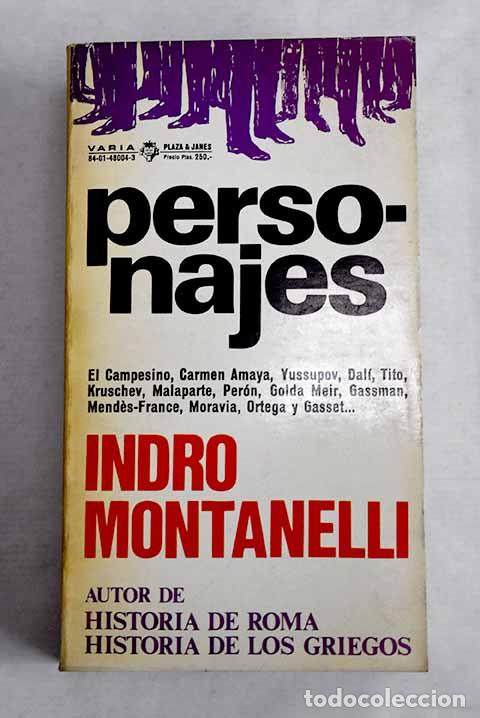 VARIA
84-01-48004-3
PLAZA & JANES
Precio Ptas. 250.-
perso-
najes
El Campesino, Carmen Amaya, Yussupov, Dalí, Tito,
Kruschev, Malaparte, Perón, Golda Meir, Gassman,
Mendès-France, Moravia, Ortega y Gasset...
INDRO
MONTANELLI
AUTOR DE
HISTORIA DE ROMA
HISTORIA DE LOS GRIEGOS
todocoleccion